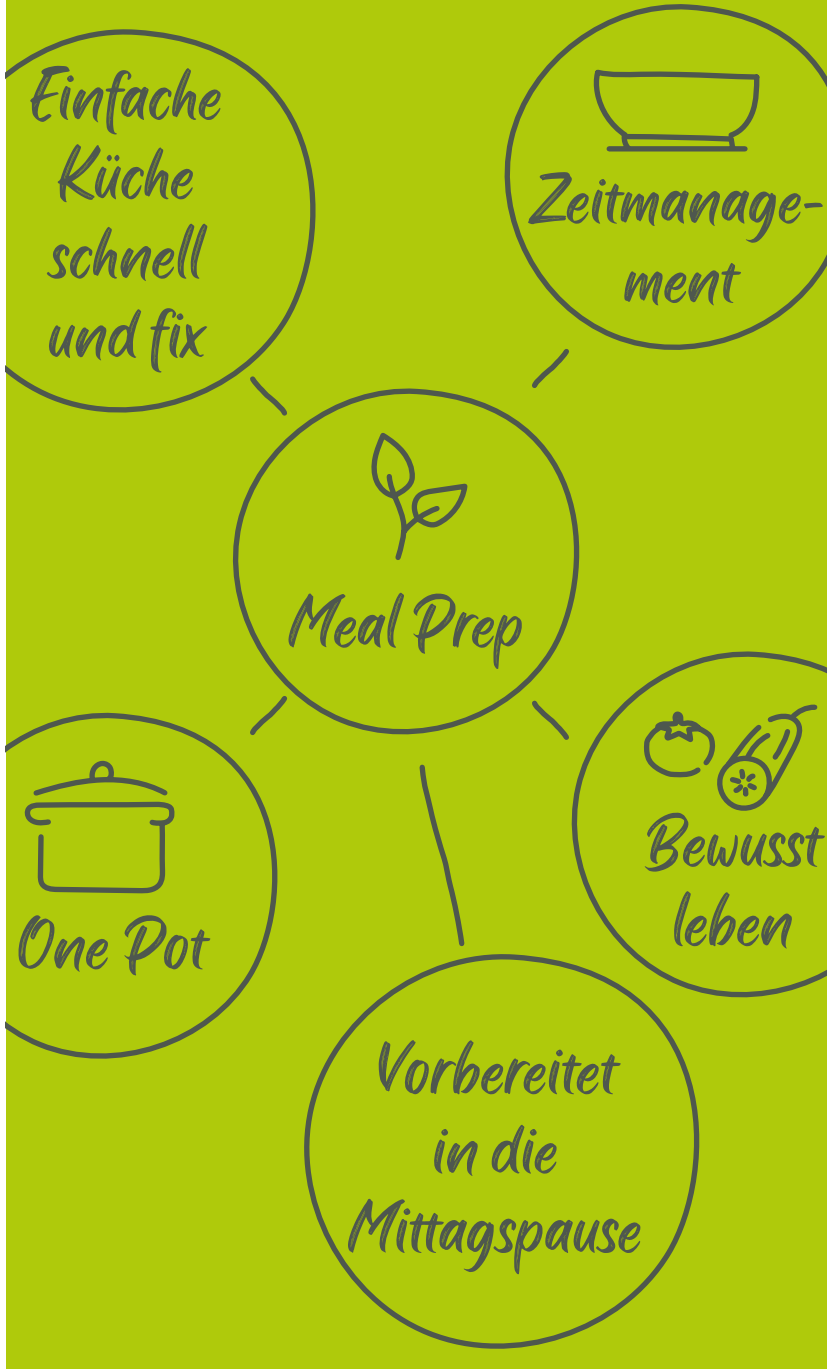 Einfache
Küche
schnell
und fix
Zeitmanage-
ment
Meal Prep
One Pot
Bewusst
leben
Vorbereitet
in die
Mittagspause